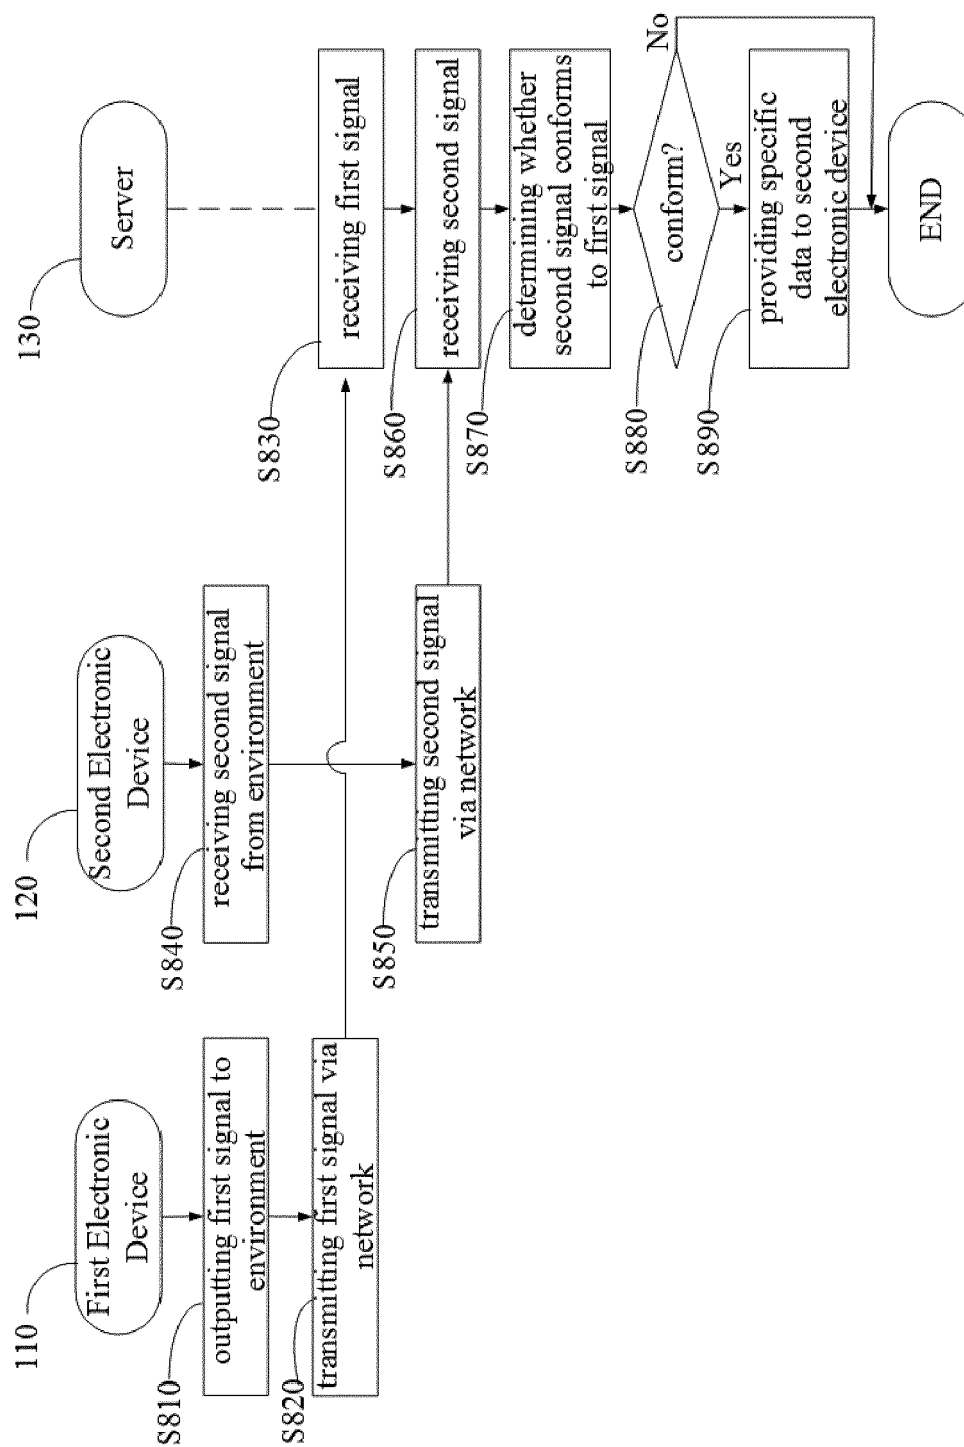 110
First Electronic
Device
S810
outputting first signal to
environment
S820
transmitting first signal via
network
120
Second Electronic
Device
S840
receiving second signal
from environment
S850
transmitting second signal
via network
130
Server
S830
receiving first signal
S860
receiving second signal
S870
determining whether
second signal conforms
to first signal
S880
conform?
No
Yes
S890
providing specific
data to second
electronic device
END